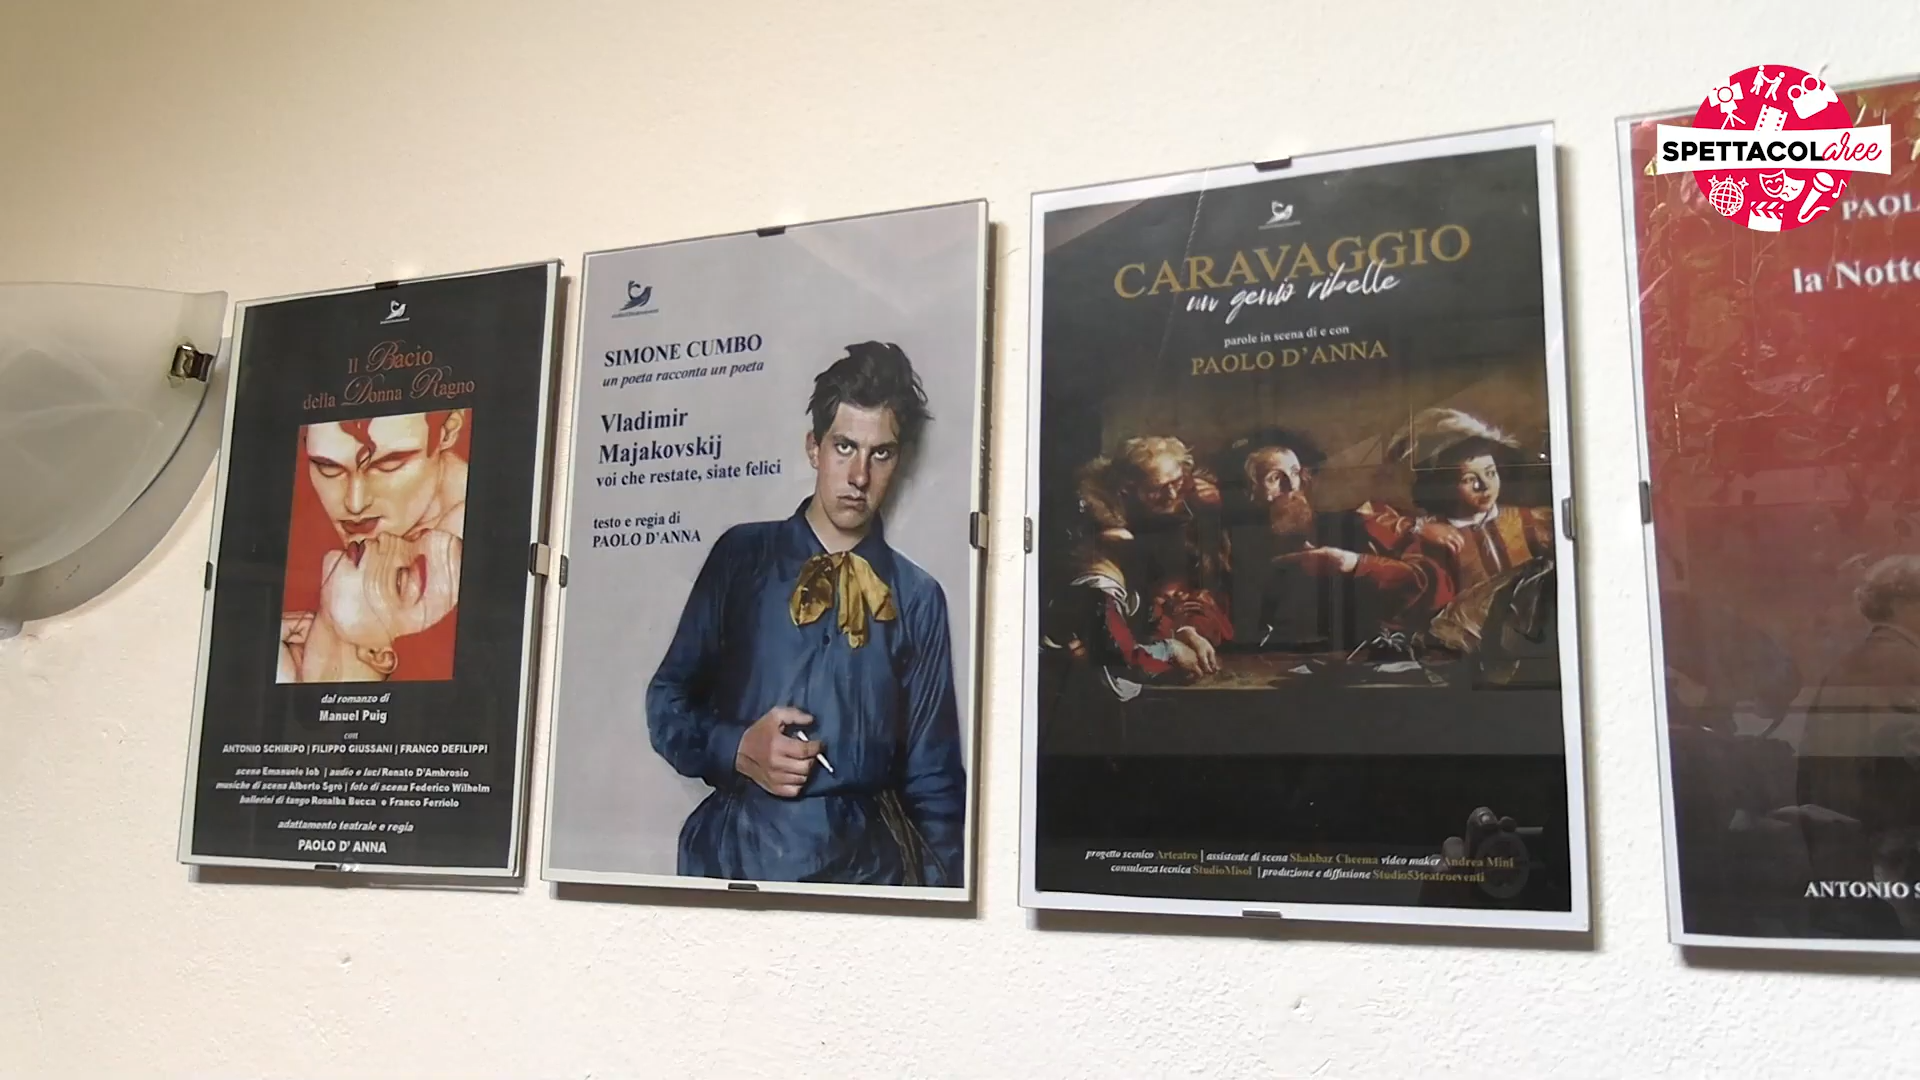 SPETTACOLaree
Il Bacio
della Donna Ragno
dal romanzo di
Manuel Puig
con
ANTONIO SCHIRIPO | FILIPPO GIUSSANI | FRANCO DEFILIPPI
scene Emanuele Iob | audio e luci Renato D'Ambrosio
musiche di scena Alberto Sgrò | foto di scena Federico Wilhelm
ballerini di tango Rosalba Bucca e Franco Ferriolo
adattamento teatrale e regia
PAOLO D' ANNA
SIMONE CUMBO
un poeta racconta un poeta
Vladimir
Majakovskij
voi che restate, siate felici
testo e regia di
PAOLO D'ANNA
CARAVAGGIO
un genio ribelle
parole in scena di e con
PAOLO D'ANNA
progetto scenico Arteatro | assistente di scena Shahbaz Cheema video maker Andrea Mini
consulenza tecnica StudioMisol | produzione e diffusione Studio53teatroeventi
PAOL
la Notte
ANTONIO S